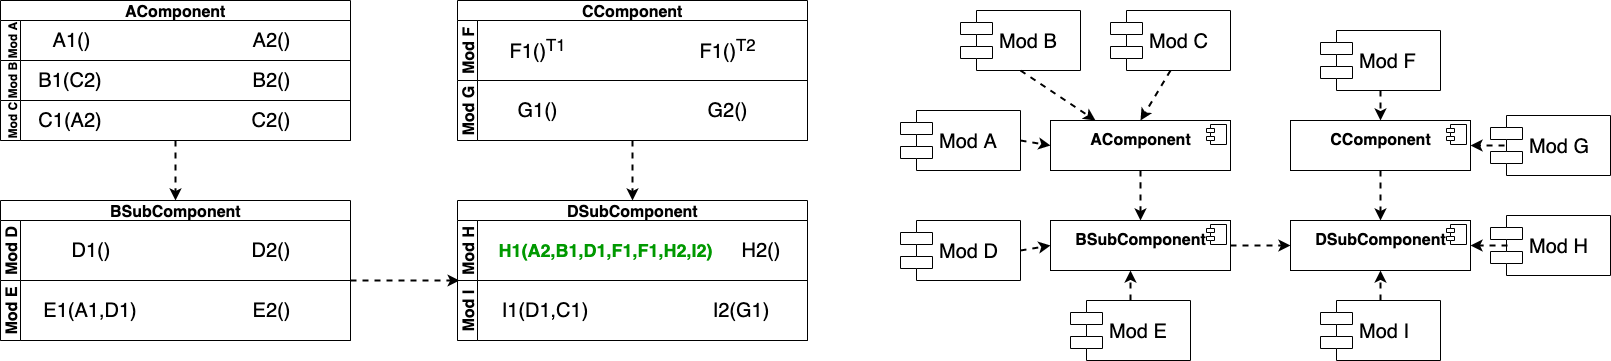 AComponent
Mod A
A1() A2()
Mod B
B1(C2) B2()
Mod C
C1(A2) C2()
CComponent
Mod F
F1()T1 F1()T2
Mod G
G1() G2()
BSubComponent
Mod D
D1() D2()
Mod E
E1(A1,D1) E2()
DSubComponent
Mod H
H1(A2,B1,D1,F1,F1,H2,I2) H2()
Mod I
I1(D1,C1) I2(G1)
Mod B
Mod C
Mod F
Mod A
AComponent
CComponent
Mod G
Mod D
BSubComponent
DSubComponent
Mod H
Mod E
Mod I